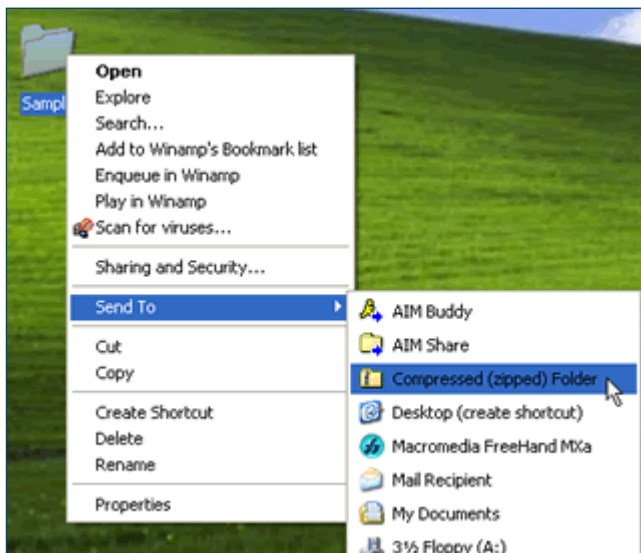 Sampl
Open
Explore
Search...
Add to Winamp's Bookmark list
Enqueue in Winamp
Play in Winamp
Scan for viruses...
Sharing and Security...
Send To
Cut
Copy
Create Shortcut
Delete
Rename
Properties
AIM Buddy
AIM Share
Compressed (zipped) Folder
Desktop (create shortcut)
Macromedia FreeHand MXa
Mail Recipient
My Documents
3½ Floppy (A:)